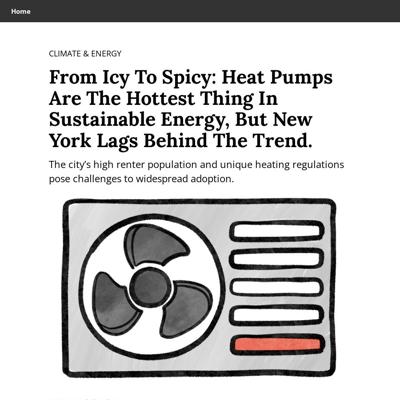 Home
CLIMATE & ENERGY
From Icy To Spicy: Heat Pumps
Are The Hottest Thing In
Sustainable Energy, But New
York Lags Behind The Trend.
The city’s high renter population and unique heating regulations
pose challenges to widespread adoption.